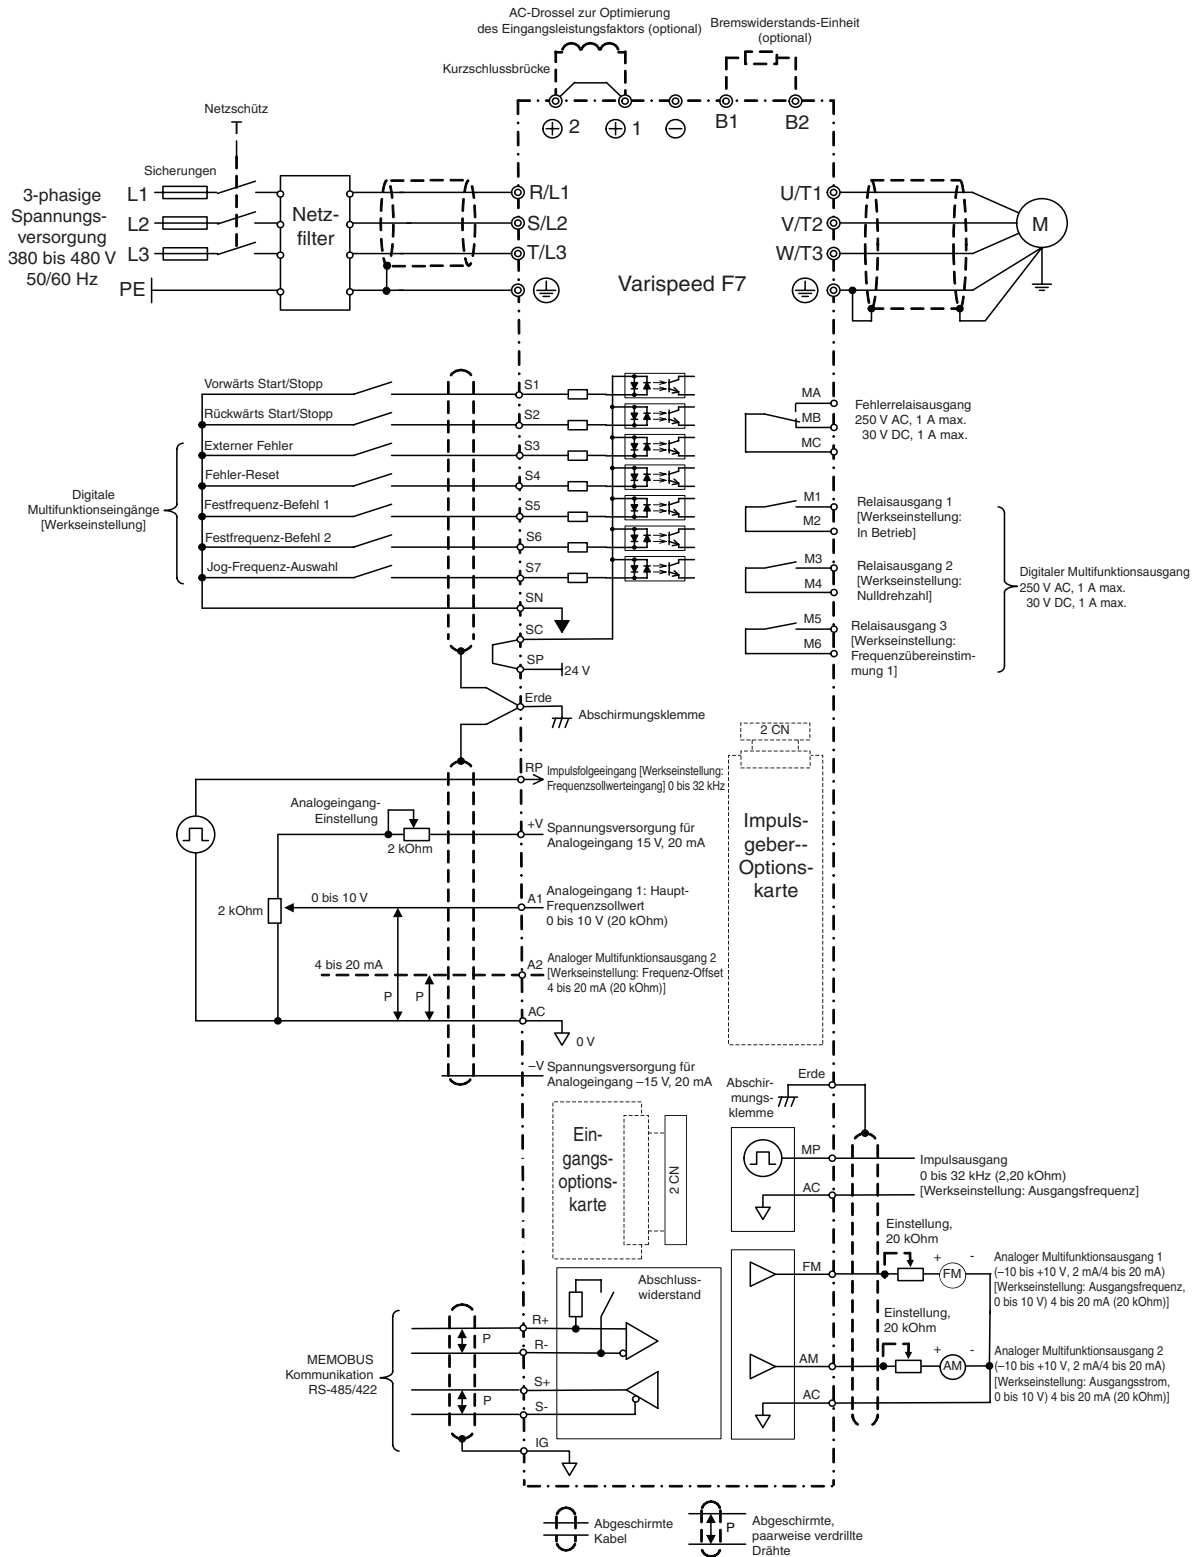 AC-Drossel zur Optimierung
des Eingangsleistungsfaktors (optional)
Bremswiderstands-Einheit
(optional)
Kurzschlussbrücke
Netzschütz
Sicherungen
3-phasige
Spannungs-
versorgung
380 bis 480 V
50/60 Hz
L1
L2
L3
PE
Netz-
filter
+ 2
+ 1
−
B1
B2
R/L1
S/L2
T/L3
Varispeed F7
U/T1
V/T2
W/T3
M
Vorwärts Start/Stopp
Rückwärts Start/Stopp
Externer Fehler
Fehler-Reset
Festfrequenz-Befehl 1
Festfrequenz-Befehl 2
Jog-Frequenz-Auswahl
Digitale
Multifunktionseingänge
[Werkseinstellung]
S1
S2
S3
S4
S5
S6
S7
SN
SC
SP
24 V
Erde
Abschirmungsklemme
MA
MB
MC
Fehlerrelaisausgang
250 V AC, 1 A max.
30 V DC, 1 A max.
M1
M2
Relaisausgang 1
[Werkseinstellung:
In Betrieb]
M3
M4
Relaisausgang 2
[Werkseinstellung:
Nulldrehzahl]
M5
M6
Relaisausgang 3
[Werkseinstellung:
Frequenzübereinstim-
mung 1]
Digitaler Multifunktionsausgang
250 V AC, 1 A max.
30 V DC, 1 A max.
RP
Impulsfolgeeingang [Werkseinstellung:
Frequenzsollwerteingang] 0 bis 32 kHz
Analogeingang-
Einstellung
2 kOhm
+V
Spannungsversorgung für
Analogeingang 15 V, 20 mA
2 kOhm
0 bis 10 V
A1
Analogeingang 1: Haupt-
Frequenzsollwert
0 bis 10 V (20 kOhm)
4 bis 20 mA
A2
Analoger Multifunktionsausgang 2
[Werkseinstellung: Frequenz-Offset
4 bis 20 mA (20 kOhm)]
P
P
AC
0 V
−V
Spannungsversorgung für
Analogeingang −15 V, 20 mA
2 CN
Impuls-
geber--
Options-
karte
Ein-
gangs-
options-
karte
2 CN
Abschir-
mungs-
klemme
Erde
MP
AC
Impulsausgang
0 bis 32 kHz (2,20 kOhm)
[Werkseinstellung: Ausgangsfrequenz]
Einstellung,
20 kOhm
FM
+
-
FM
Analoger Multifunktionsausgang 1
(−10 bis +10 V, 2 mA/4 bis 20 mA)
[Werkseinstellung: Ausgangsfrequenz,
0 bis 10 V) 4 bis 20 mA (20 kOhm)]
Einstellung,
20 kOhm
AM
+
-
AM
Analoger Multifunktionsausgang 2
(−10 bis +10 V, 2 mA/4 bis 20 mA)
[Werkseinstellung: Ausgangsstrom,
0 bis 10 V) 4 bis 20 mA (20 kOhm)]
AC
Abschluss-
widerstand
MEMOBUS
Kommunikation
RS-485/422
P
P
R+
R-
S+
S-
IG
Abgeschirmte
Kabel
P
Abgeschirmte,
paarweise verdrillte
Drähte